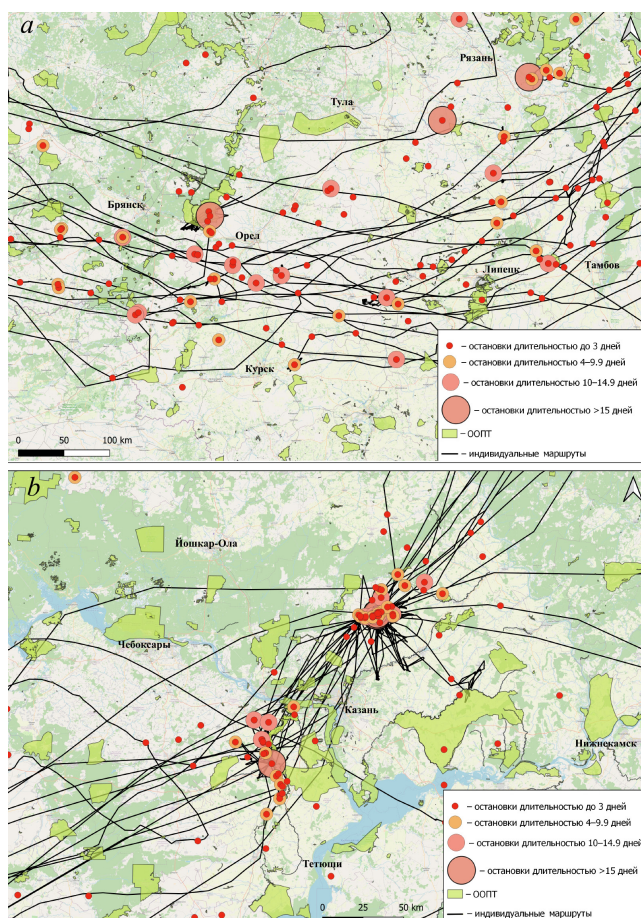 a
Рязань
Тула
Брянск
Орел
Липецк
Тамбов
Курск
– остановки длительностью до 3 дней
– остановки длительностью 4–9.9 дней
– остановки длительностью 10–14.9 дней
– остановки длительностью >15 дней
– ООПТ
– индивидуальные маршруты
0 50 100 km
b
Йошкар-Ола
Чебоксары
Казань
Нижнекамск
Тетющи
– остановки длительностью до 3 дней
– остановки длительностью 4–9.9 дней
– остановки длительностью 10–14.9 дней
– остановки длительностью >15 дней
– ООПТ
– индивидуальные маршруты
0 25 50 km